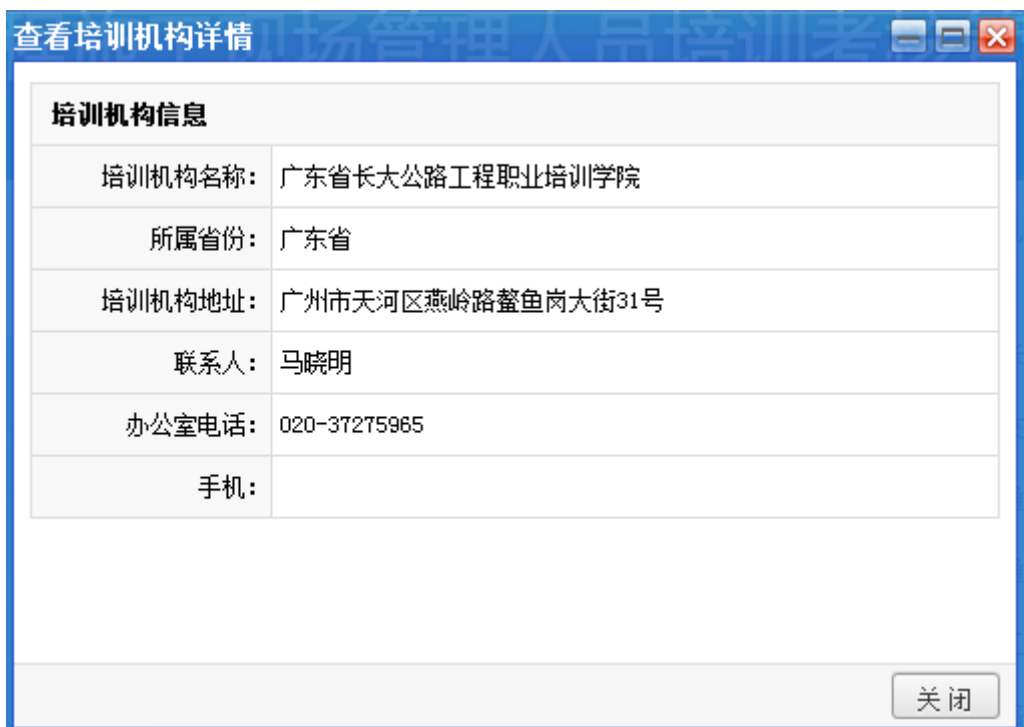 查看培训机构详情
培训机构信息
培训机构名称： 广东省长大公路工程职业培训学院
所属省份： 广东省
培训机构地址： 广州市天河区燕岭路鳌鱼岗大街31号
联系人： 马晓明
办公室电话： 020-37275965
手机：
关闭